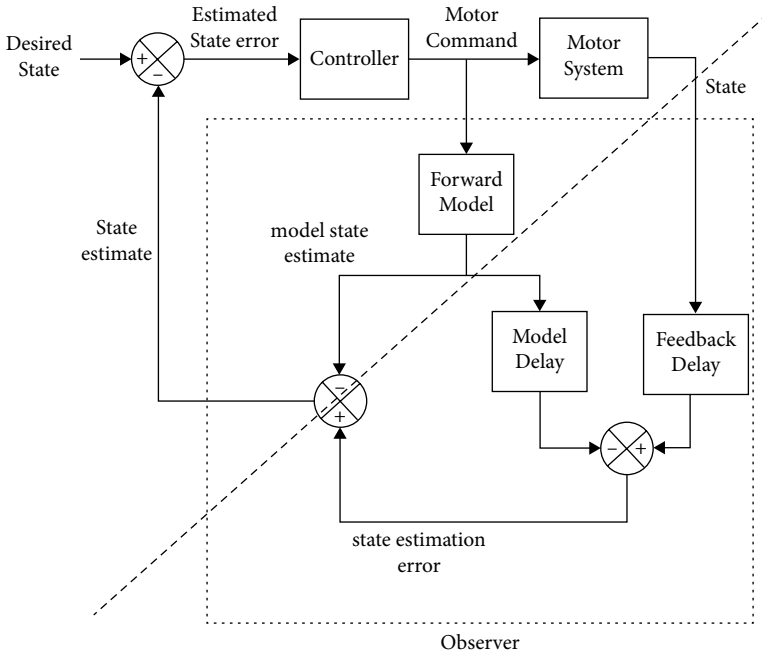 Desired
State
+
−
Estimated
State error
Controller
Motor
Command
Motor
System
State
Forward
Model
State
estimate
model state
estimate
Model
Delay
Feedback
Delay
−
+
−
+
state estimation
error
Observer